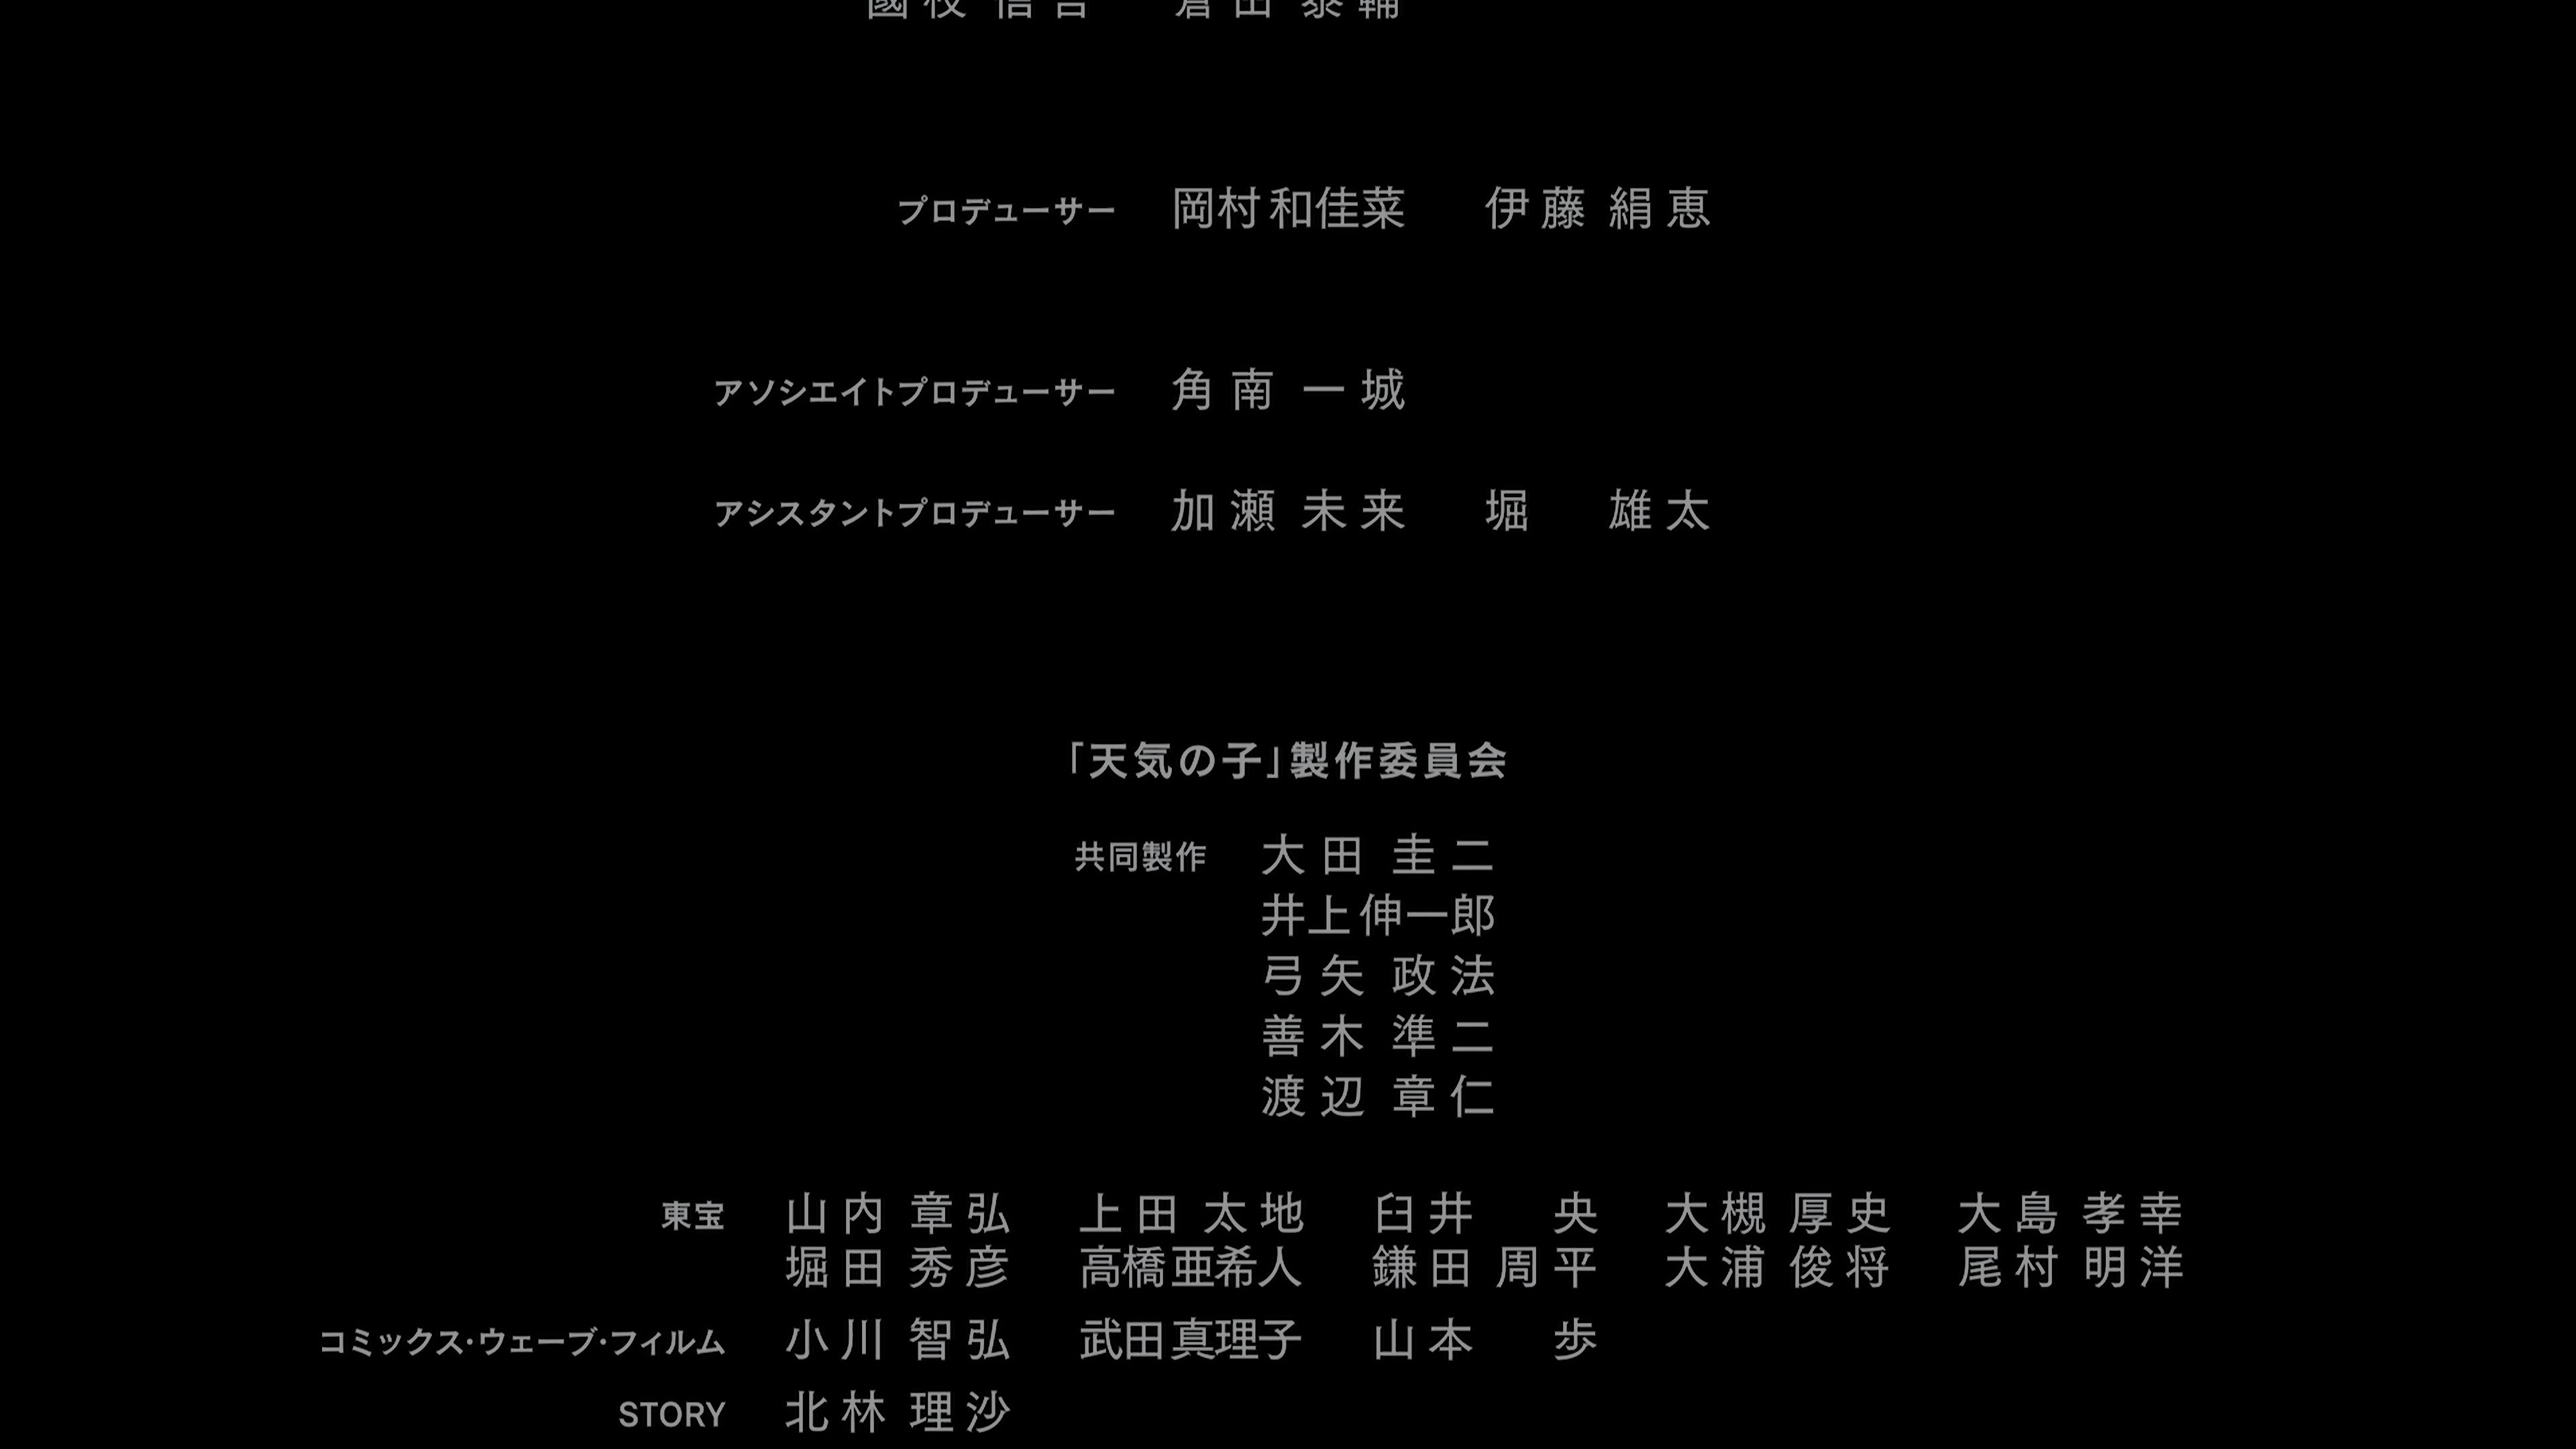 國枝 信吾 倉田 泰輔
プロデューサー 岡村和佳菜 伊藤 絹恵
アソシエイトプロデューサー 角南 一城
アシスタントプロデューサー 加瀬 未来 堀 雄太
「天気の子」製作委員会
共同製作 大田 圭二
井上伸一郎
弓矢 政法
善木 準二
渡辺 章仁
東宝 山内 章弘 上田 太地 臼井 央 大槻 厚史 大島 孝幸
堀田 秀彦 高橋亜希人 鎌田 周平 大浦 俊将 尾村 明洋
コミックス・ウェーブ・フィルム 小川 智弘 武田真理子 山本 歩
STORY 北林 理沙